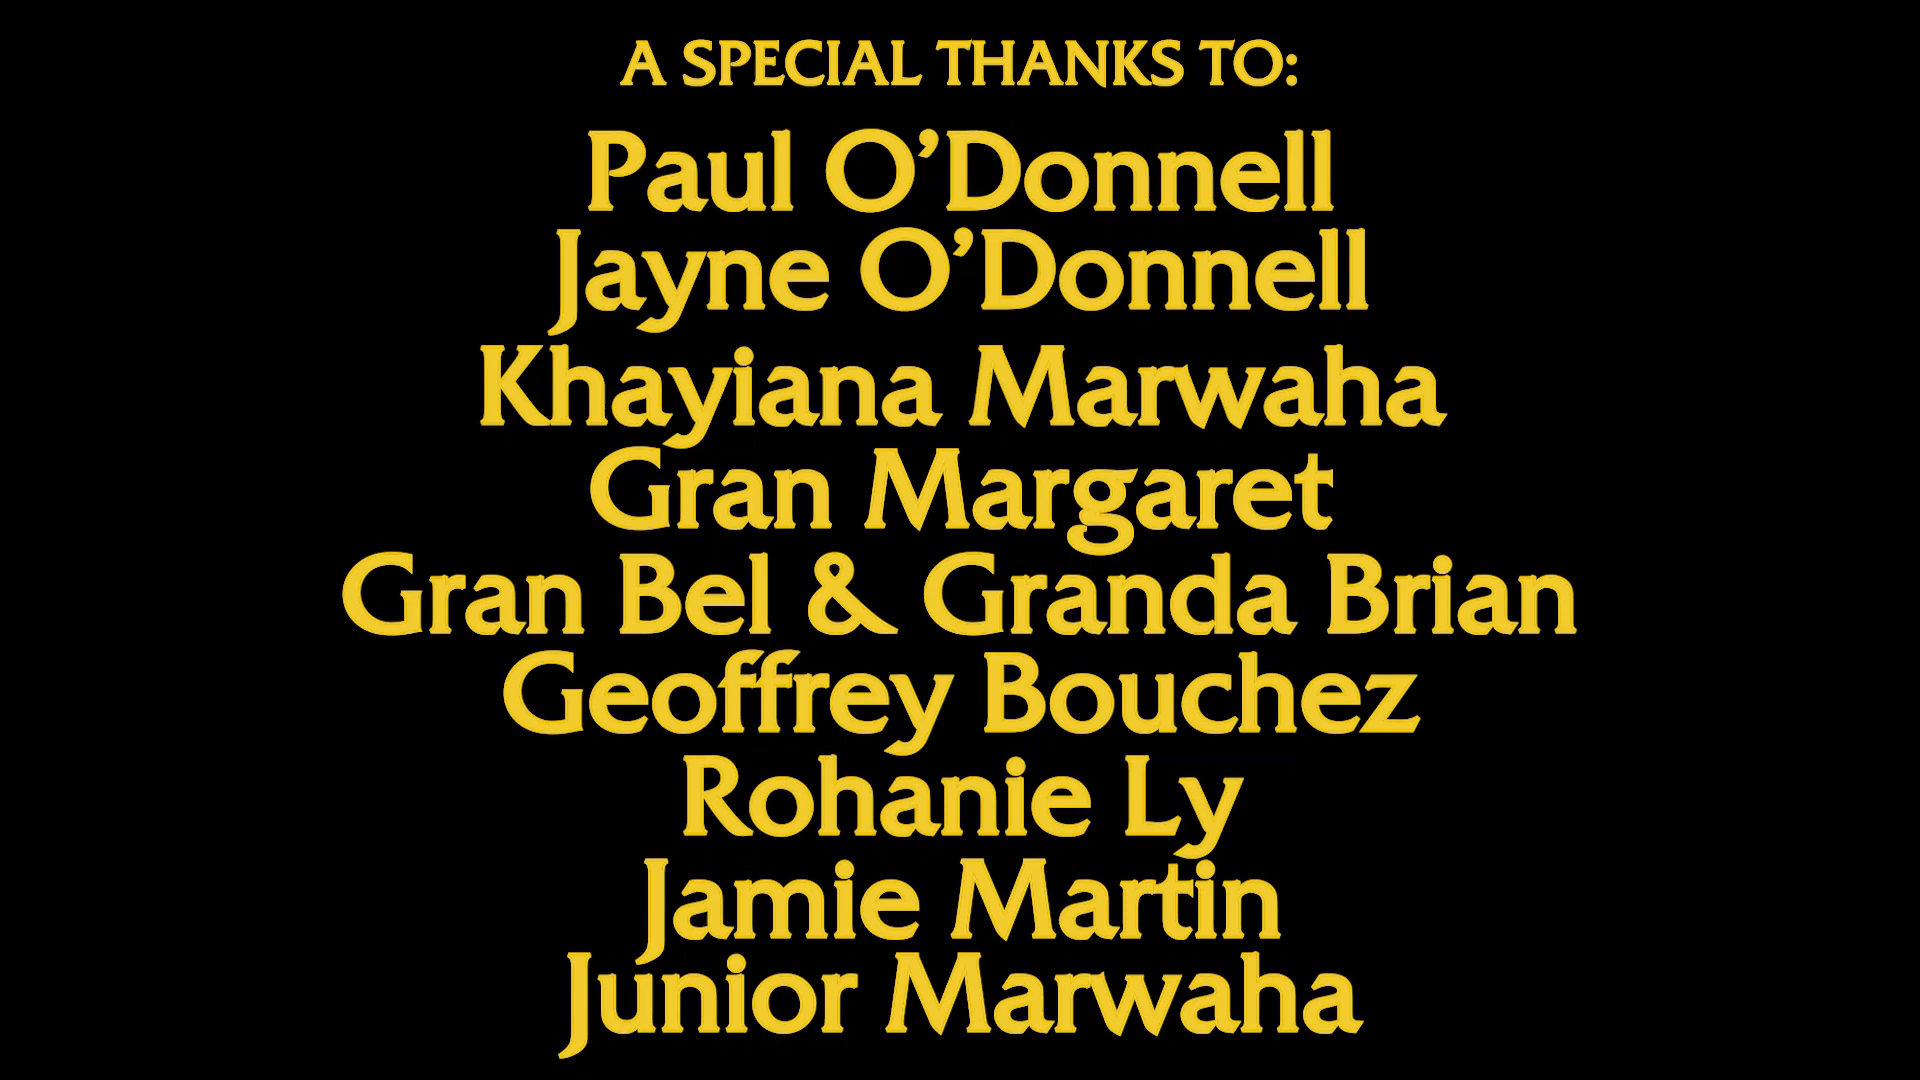 A SPECIAL THANKS TO:
Paul O’Donnell
Jayne O’Donnell
Khayiana Marwaha
Gran Margaret
Gran Bel & Granda Brian
Geoffrey Bouchez
Rohanie Ly
Jamie Martin
Junior Marwaha